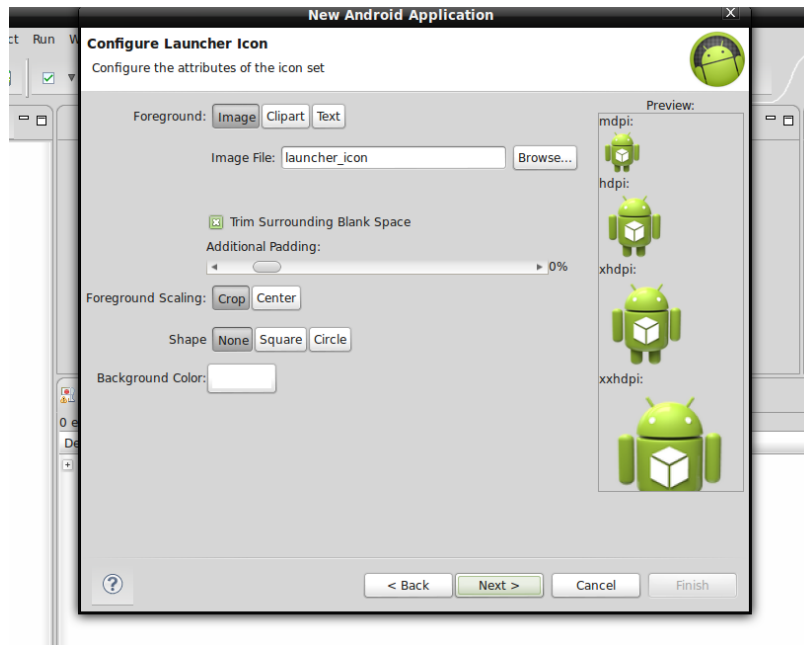 New Android Application
X
ct Run W
Configure Launcher Icon
Configure the attributes of the icon set
Foreground: Image Clipart Text
Image File: launcher_icon Browse...
Trim Surrounding Blank Space
Additional Padding:
0%
Foreground Scaling: Crop Center
Shape None Square Circle
Background Color:
Preview:
mdpi:
hdpi:
xhdpi:
xxhdpi:
0 e
De
? < Back Next > Cancel Finish